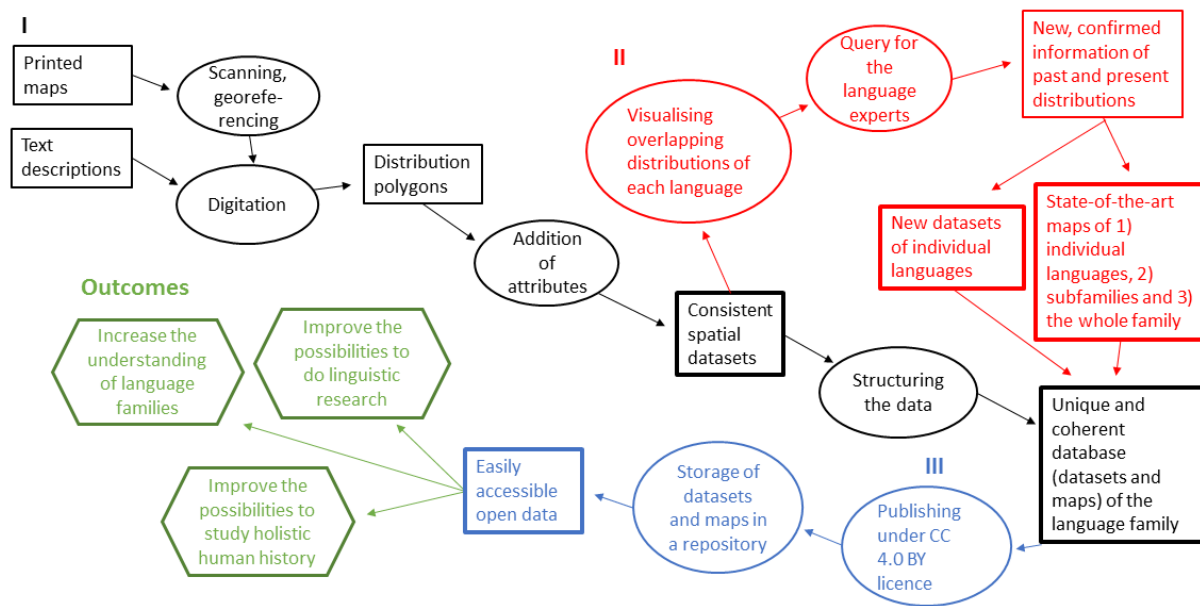 I
Printed
maps
Scanning,
georefe-
rencing
Text
descriptions
Digitation
Distribution
polygons
Addition
of
attributes
Consistent
spatial
datasets
Structuring
the data
II
Visualising
overlapping
distributions of
each language
Query for
the
language
experts
New, confirmed
information of
past and present
distributions
New datasets
of individual
languages
State-of-the-art
maps of 1)
individual
languages, 2)
subfamilies and 3)
the whole family
Unique and
coherent
database
(datasets and
maps) of the
language family
III
Publishing
under CC
4.0 BY
licence
Storage of
datasets
and maps in
a repository
Easily
accessible
open data
Outcomes
Increase the
understanding
of language
families
Improve the
possibilities to
do linguistic
research
Improve the
possibilities to
study holistic
human history